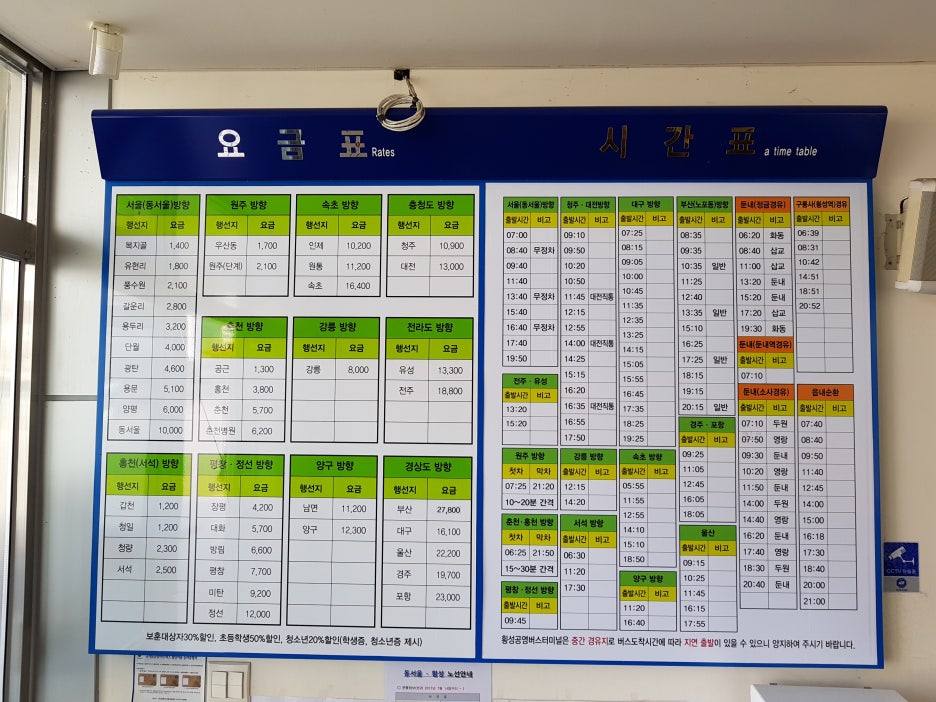 요 금 표 Rates
서울(동서울)방향
행선지 요금
복지골 1,400
유현리 1,800
풍수원 2,100
갈운리 2,800
용두리 3,200
단월 4,000
광탄 4,600
용문 5,100
양평 6,000
동서울 10,000
원주 방향
행선지 요금
우산동 1,700
원주(단계) 2,100
속초 방향
행선지 요금
인제 10,200
원통 11,200
속초 16,400
충청도 방향
행선지 요금
청주 10,900
대전 13,000
춘천 방향
행선지 요금
공근 1,300
홍천 3,800
춘천 5,700
춘천병원 6,200
강릉 방향
행선지 요금
강릉 8,000
전라도 방향
행선지 요금
유성 13,300
전주 18,800
홍천(서석) 방향
행선지 요금
갑천 1,200
청일 1,200
청량 2,300
서석 2,500
평창·정선 방향
행선지 요금
장평 4,200
대화 5,700
방림 6,600
평창 7,700
미탄 9,200
정선 12,000
양구 방향
행선지 요금
남면 11,200
양구 12,300
경상도 방향
행선지 요금
부산 27,800
대구 16,100
울산 22,200
경주 19,700
포항 23,000
보훈대상자30%할인, 초등학생50%할인, 청소년20%할인(학생증, 청소년증 제시)
시 간 표 a time table
서울(동서울)방향
출발시간 비고
07:00
08:40 무정차
09:40
11:40
13:40 무정차
15:40
16:40 무정차
17:40
19:50
전주·유성
출발시간 비고
13:20
15:20
원주 방향
첫차 막차
07:25 21:20
10~20분 간격
춘천·홍천 방향
첫차 막차
06:25 21:50
15~30분 간격
평창·정선 방향
출발시간 비고
09:45
청주·대전방향
출발시간 비고
09:10
09:50
10:20
10:50
11:45 대전직통
12:15
12:55
14:00 대전직통
14:25
15:15
16:20
16:35 대전직통
16:55
17:50
강릉 방향
출발시간 비고
12:15
14:20
서석 방향
출발시간 비고
06:30
11:20
17:30
대구 방향
출발시간 비고
07:25
08:15
09:05
10:00
10:45
11:35
12:35
13:25
14:15
15:05
15:55
16:45
17:35
18:25
19:25
속초 방향
출발시간 비고
05:55
11:55
12:55
14:10
15:10
18:50
양구 방향
출발시간 비고
11:20
16:40
부산(노포동)방향
출발시간 비고
08:35
09:35
10:35 일반
11:25
12:40
13:35 일반
15:10
16:25
17:25 일반
18:15
19:15
20:15 일반
경주·포항
출발시간 비고
09:25
11:05
12:45
16:05
18:05
울산
출발시간 비고
09:15
10:25
11:45
16:15
17:55
둔내(정금경유)
출발시간 비고
06:20 화동
08:40 삽교
11:00 삽교
13:20 둔내
15:20 둔내
17:20 삽교
19:30 화동
둔내(둔내역경유)
출발시간 비고
07:10
둔내(소사경유)
출발시간 비고
07:10 두원
07:50 영랑
09:30 둔내
10:20 영랑
11:50 둔내
14:00 두원
14:40 영랑
16:20 둔내
17:40 영랑
18:30 두원
20:40 둔내
구룡사(횡성역)경유
출발시간 비고
06:39
08:31
10:42
14:51
18:51
20:52
읍내순환
출발시간 비고
07:40
08:40
10:50
11:40
12:45
14:00
15:00
16:18
17:30
18:40
20:00
21:00
횡성공영버스터미널은 중간 경유지로 버스도착시간에 따라 지연 출발이 있을 수 있으니 양지하여 주시기 바랍니다.
동서울 - 횡성 노선안내